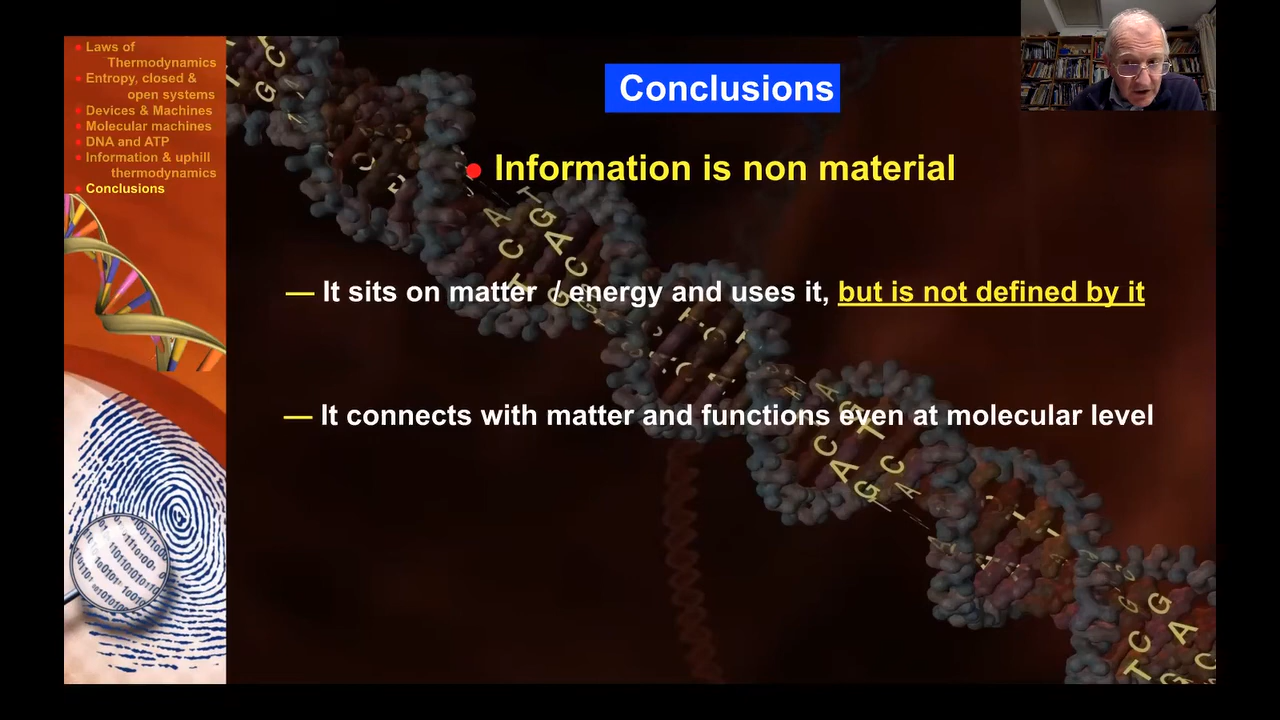 Laws of
Thermodynamics
Entropy, closed &
open systems
Devices & Machines
Molecular machines
DNA and ATP
Information & uphill
thermodynamics
Conclusions
Conclusions
Information is non material
— It sits on matter / energy and uses it, but is not defined by it
— It connects with matter and functions even at molecular level